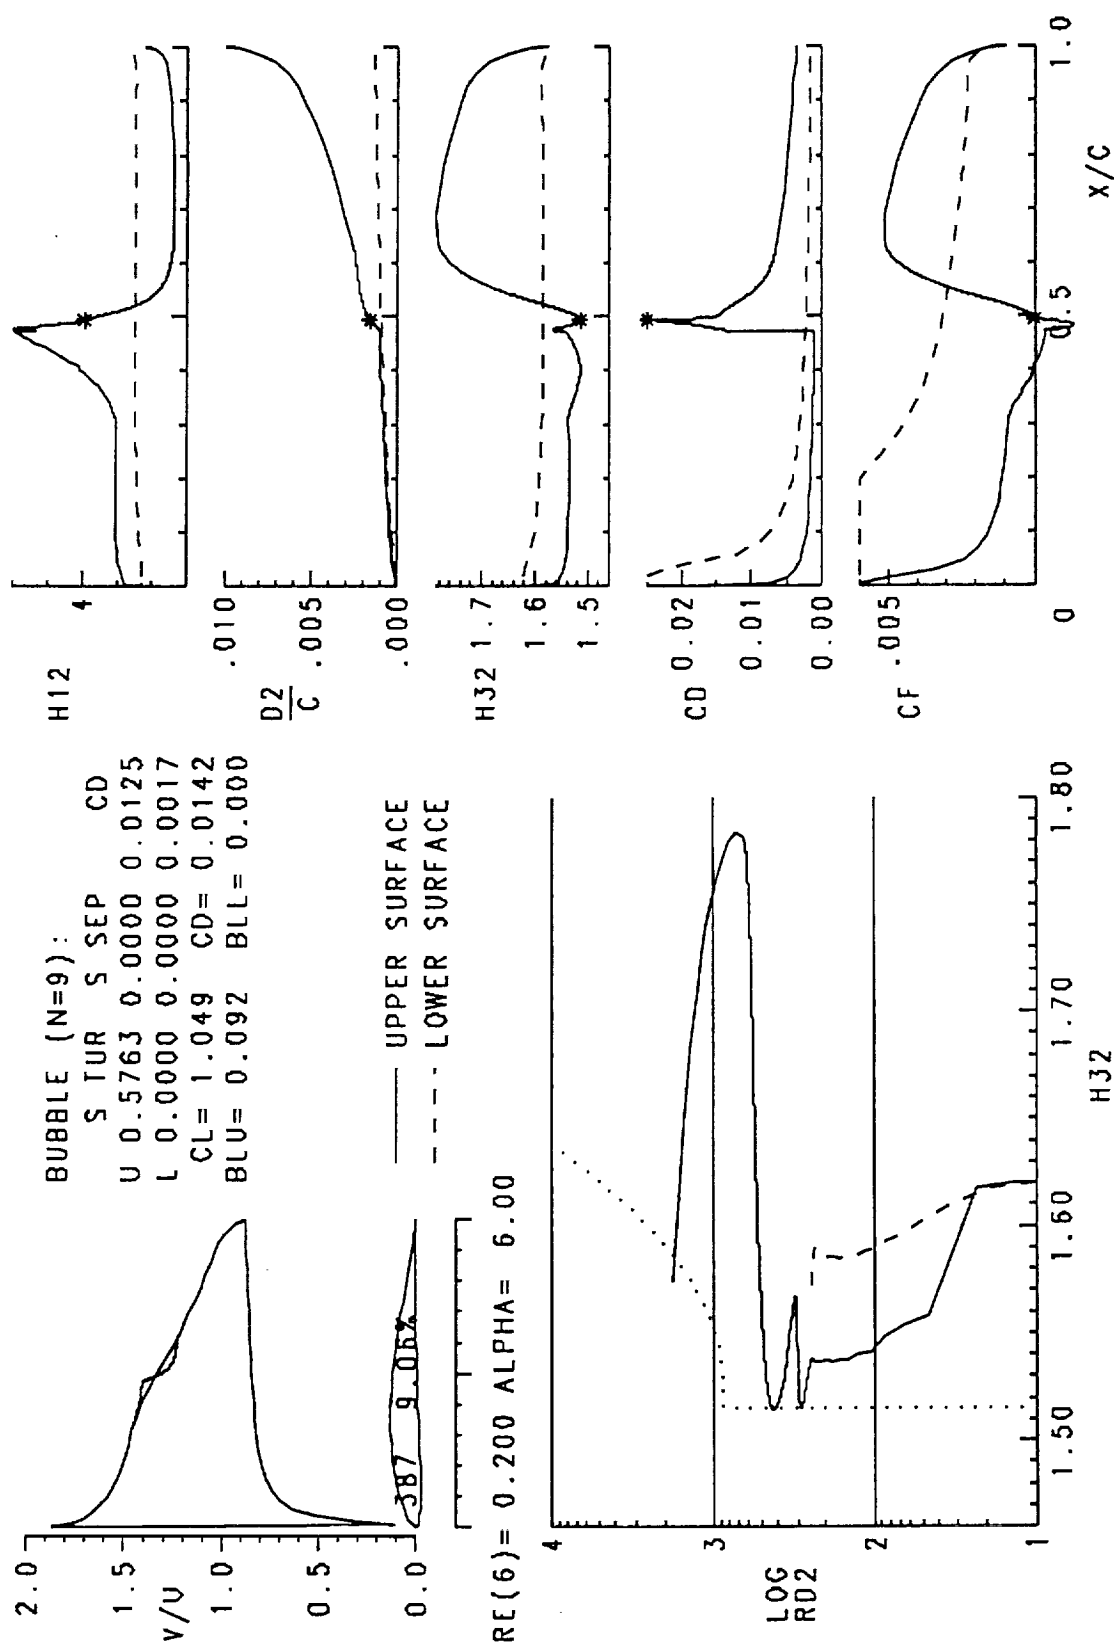 2.0
1.5
V/V
1.0
0.5
0.0
387 9.06%
RE(6)= 0.200 ALPHA= 6.00
BUBBLE (N=9):
S TUR S SEP CD
U 0.5763 0.0000 0.0125
L 0.0000 0.0000 0.0017
CL= 1.049 CD= 0.0142
BLU= 0.092 BLL= 0.000
UPPER SURFACE
LOWER SURFACE
4
3
LOG
RD2
2
1
1.50
1.60
1.70
1.80
H32
H12
4
D2
C
.010
.005
.000
H32
1.7
1.6
1.5
CD
0.02
0.01
0.00
CF
.005
0
0.5
1.0
X/C